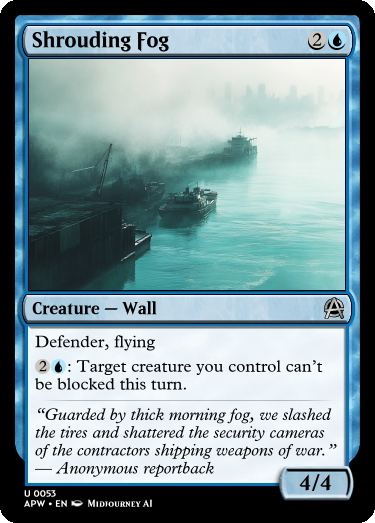 Shrouding Fog 2
Creature — Wall
Defender, flying
2: Target creature you control can’t
be blocked this turn.
“Guarded by thick morning fog, we slashed
the tires and shattered the security cameras
of the contractors shipping weapons of war.”
— Anonymous reportback
4/4
U 0053
APW • EN Midjourney AI